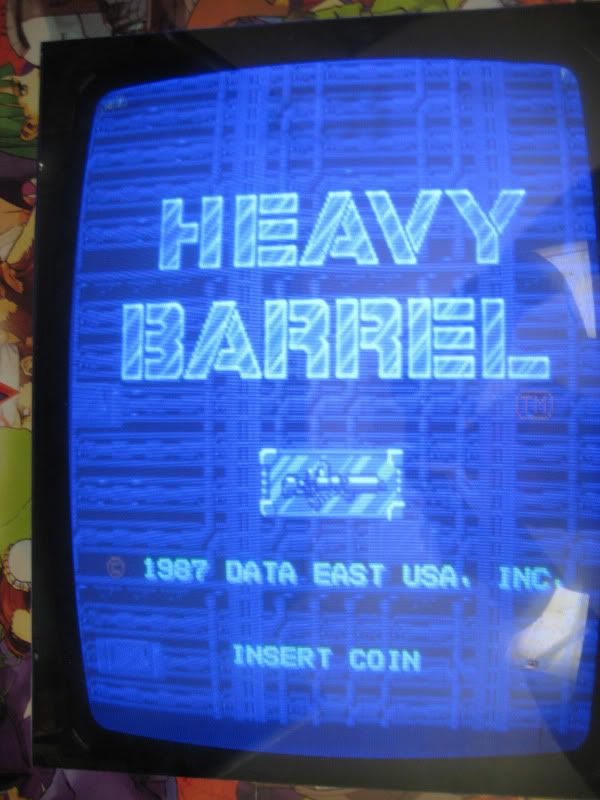 HEAVY
BARREL
TM
© 1987 DATA EAST USA, INC.
INSERT COIN